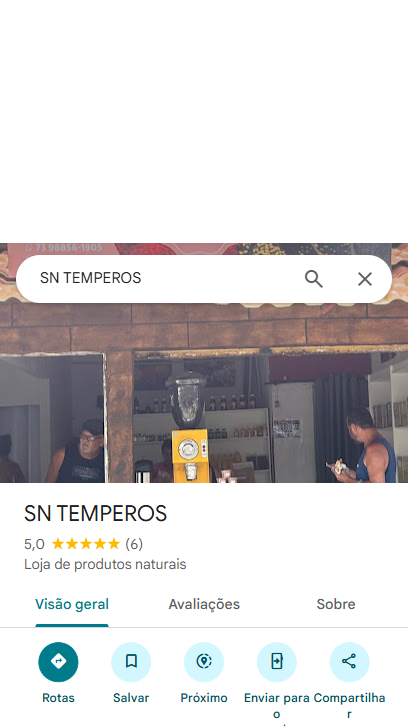 73 98856-1905
SN TEMPEROS
SN TEMPEROS
5,0 (6)
Loja de produtos naturais
Visão geral
Avaliações
Sobre
Rotas
Salvar
Próximo
Enviar para o
Compartilhar